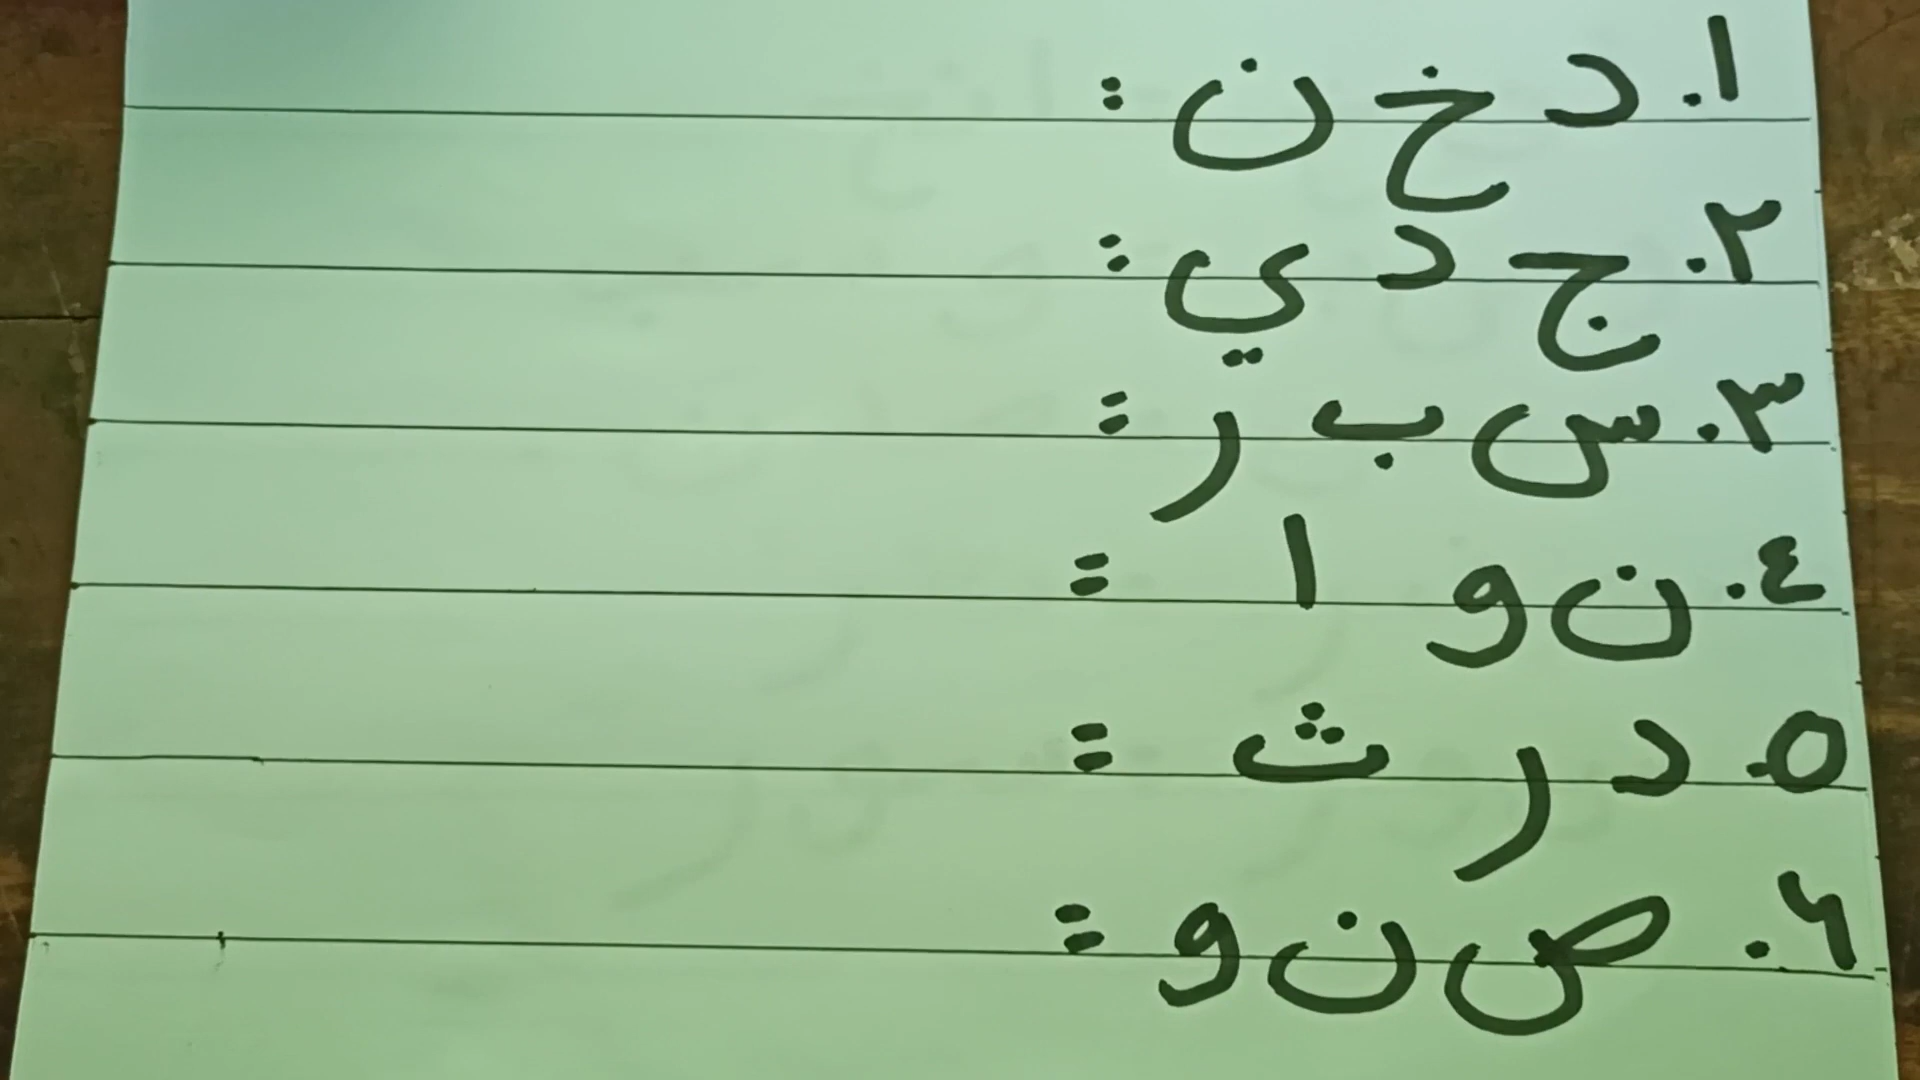 ١. د خ ن :
٢. ج د ي :
٣. س ب ر :
٤. ن و ا :
٥. د ر ث :
٦. ص ن و :